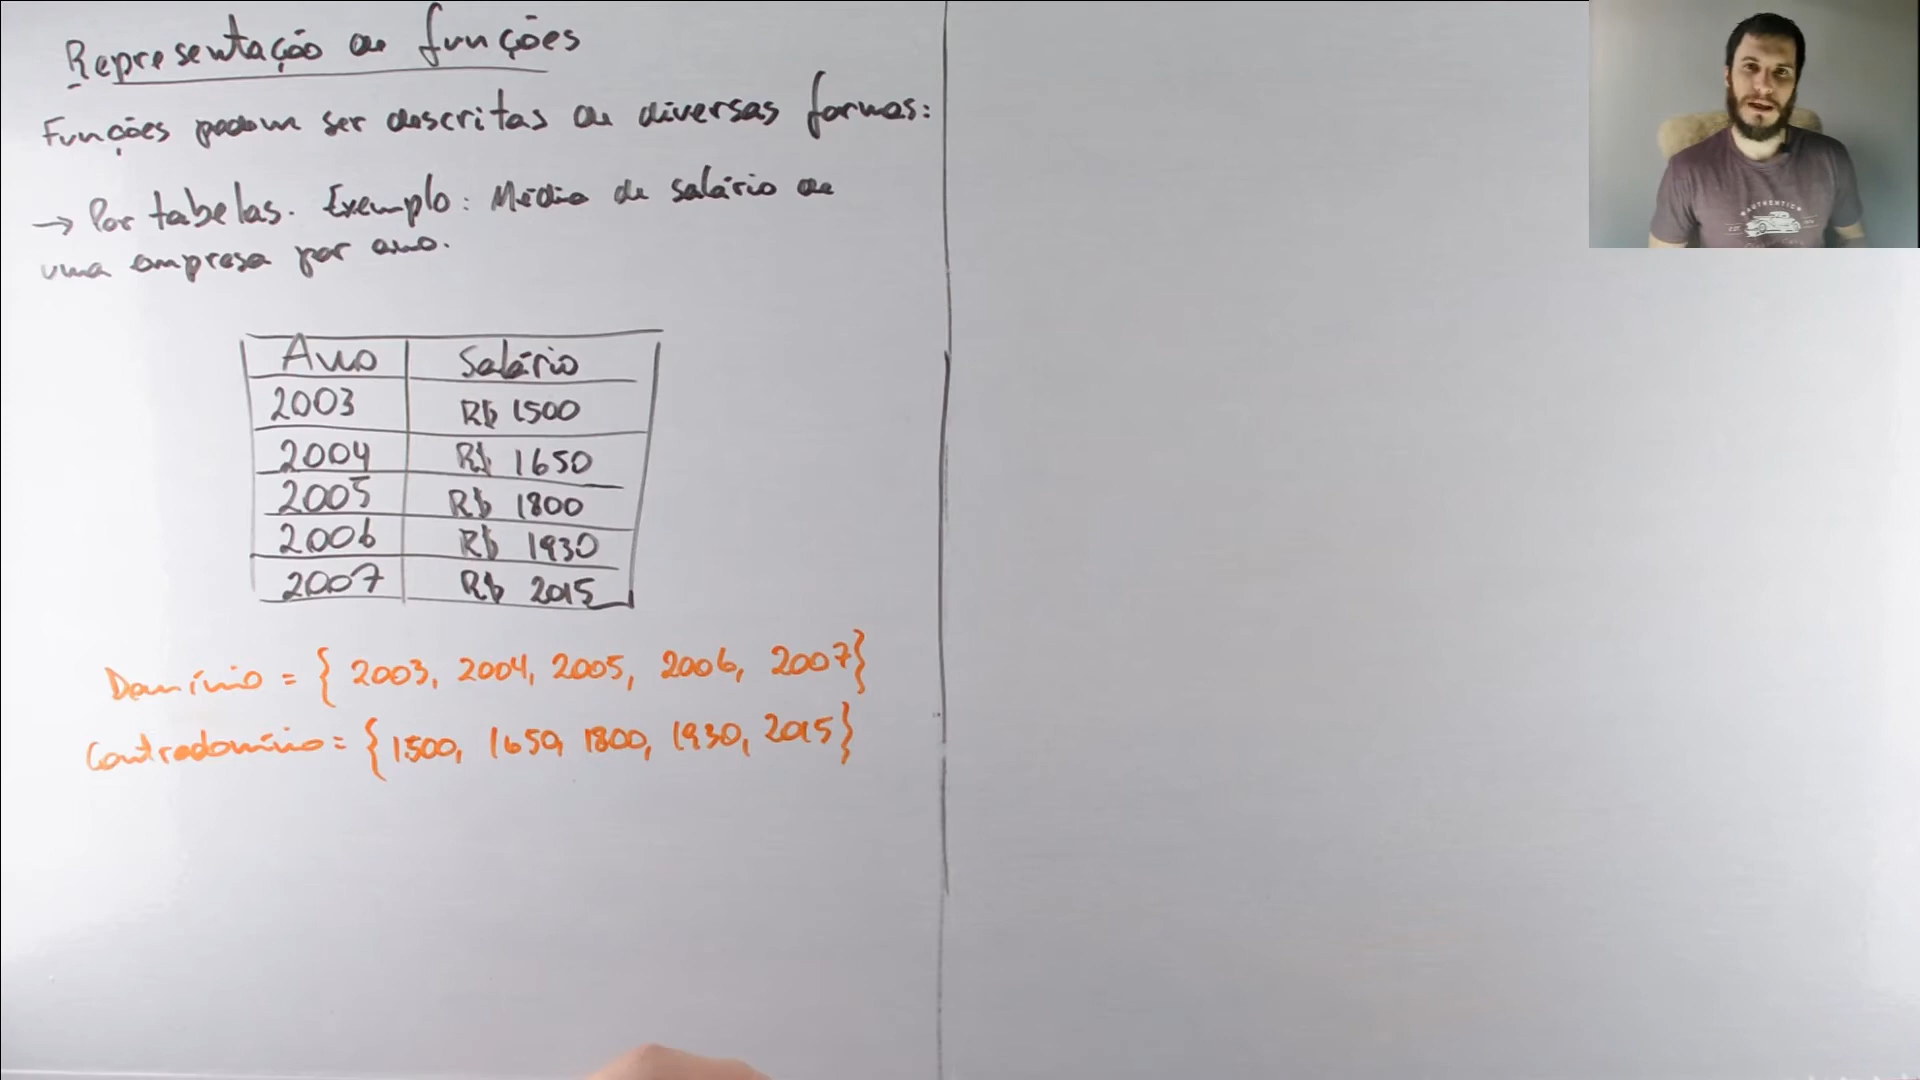 Representação de funções
Funções podem ser descritas de diversas formas:
→ Por tabelas. Exemplo: Média de salário de
uma empresa por ano.
Ano Salário
2003 R$ 1500
2004 R$ 1650
2005 R$ 1800
2006 R$ 1930
2007 R$ 2015
Domínio = { 2003, 2004, 2005, 2006, 2007}
Contradomínio = {1500, 1650, 1800, 1930, 2015}
AUTHENTIC